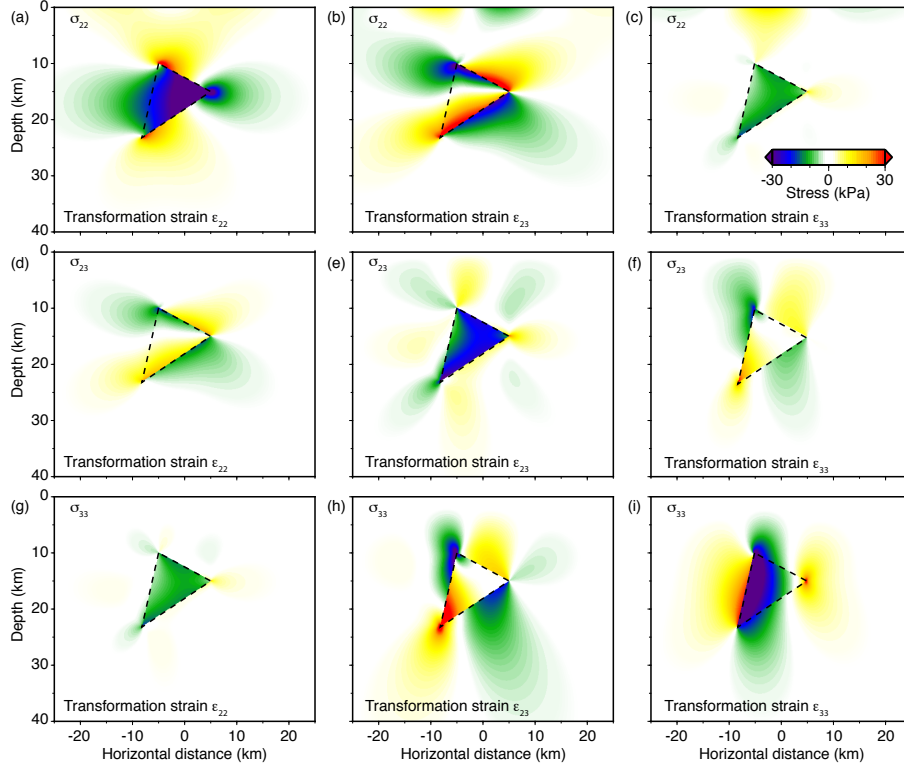 (a) σ22 (b) σ22 (c) σ22
0
10
20
30
40
Depth (km)
-30 0 30
Stress (kPa)
Transformation strain ε22 Transformation strain ε23 Transformation strain ε33
(d) σ23 (e) σ23 (f) σ23
0
10
20
30
40
Depth (km)
Transformation strain ε22 Transformation strain ε23 Transformation strain ε33
(g) σ33 (h) σ33 (i) σ33
0
10
20
30
40
Depth (km)
Transformation strain ε22 Transformation strain ε23 Transformation strain ε33
-20 -10 0 10 20 -20 -10 0 10 20 -20 -10 0 10 20
Horizontal distance (km) Horizontal distance (km) Horizontal distance (km)